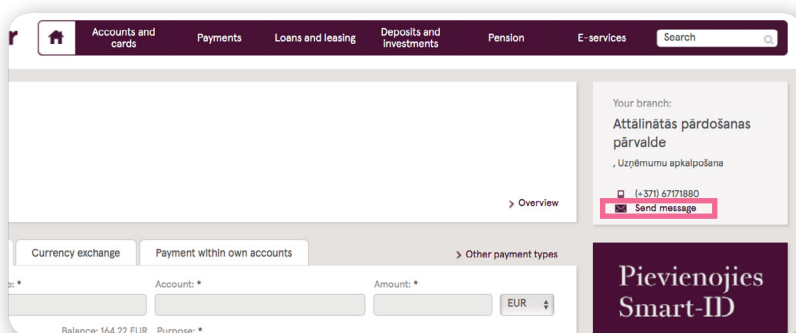 r
Accounts and
cards
Payments
Loans and leasing
Deposits and
investments
Pension
E-services
Search
Your branch:
Attālinātās pārdošanas
pārvalde
, Uzņēmumu apkalpošana
(+371) 67171880
Send message
> Overview
Currency exchange
Payment within own accounts
> Other payment types
e: *
Account: *
Amount: *
EUR
Balance: 164.22 EUR
Purpose: *
Pievienojies
Smart-ID